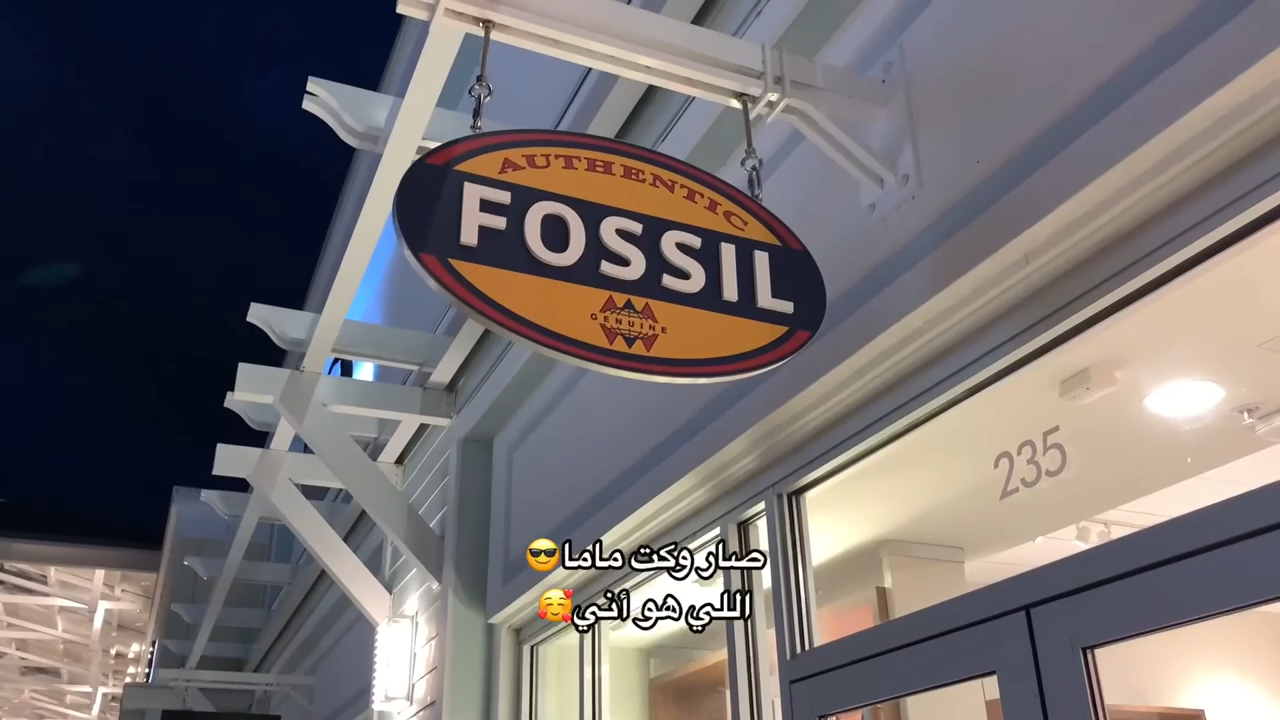 AUTHENTIC
FOSSIL
GENUINE
235
صار وكت ماما😎
اللي هو أني🥰